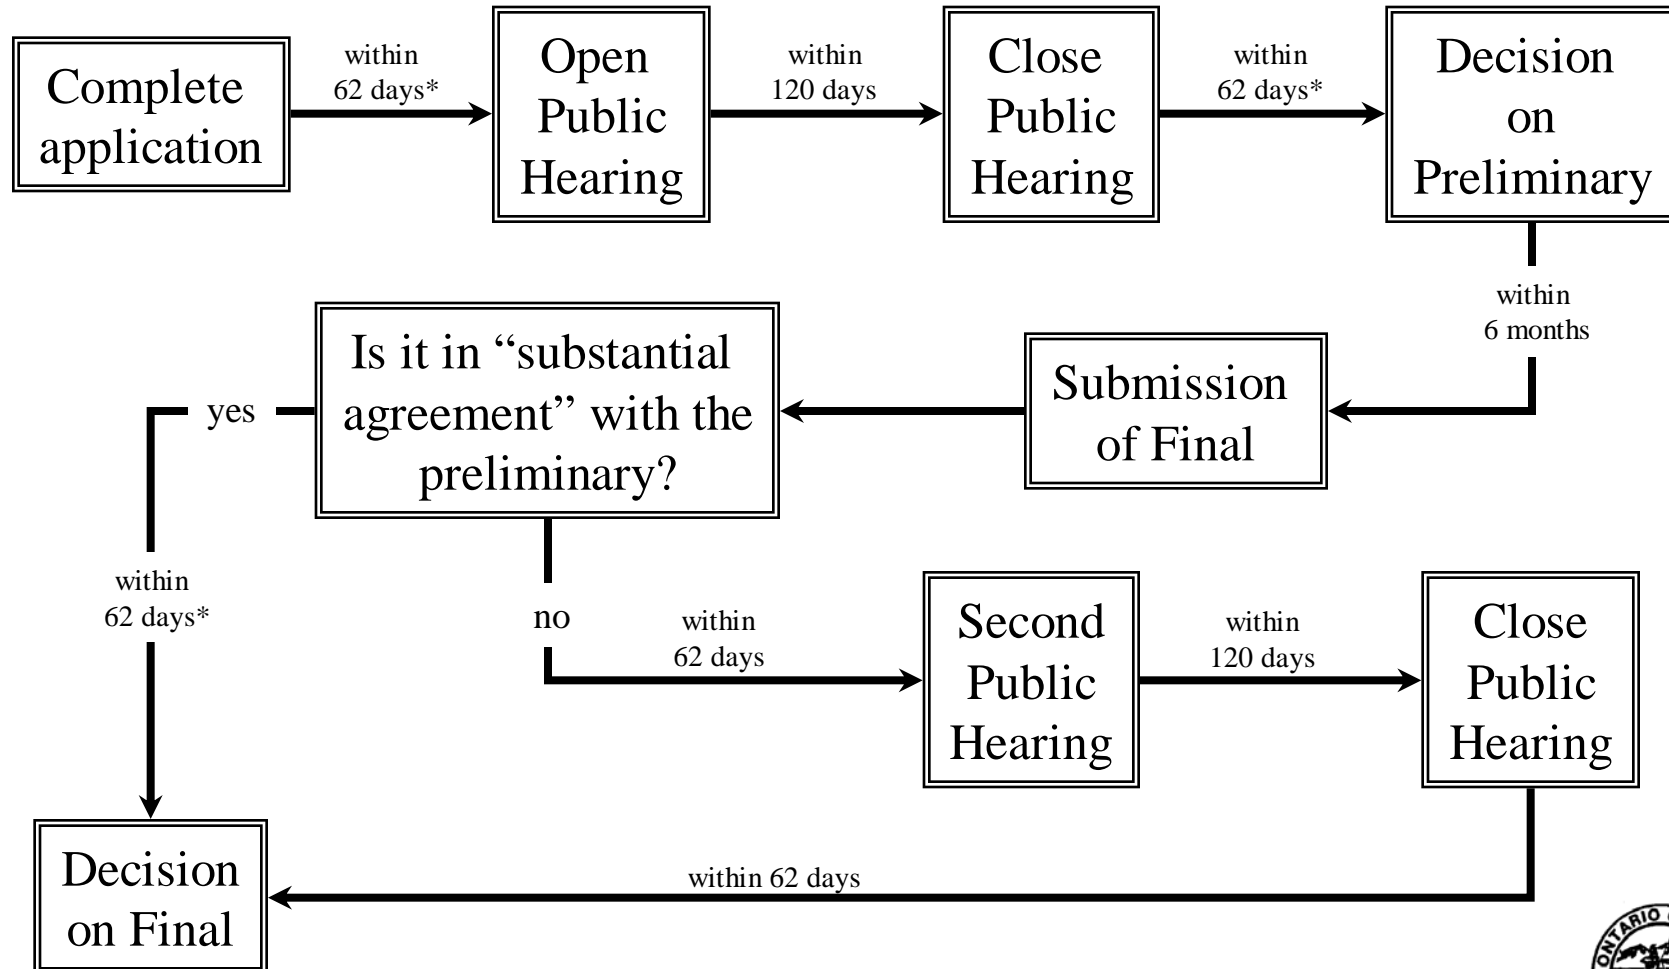 Complete
application
within
62 days*
Open
Public
Hearing
within
120 days
Close
Public
Hearing
within
62 days*
Decision
on
Preliminary
within
6 months
Submission
of Final
Is it in “substantial
agreement” with the
preliminary?
yes
within
62 days*
no
within
62 days
Second
Public
Hearing
within
120 days
Close
Public
Hearing
within 62 days
Decision
on Final
ONTARIO